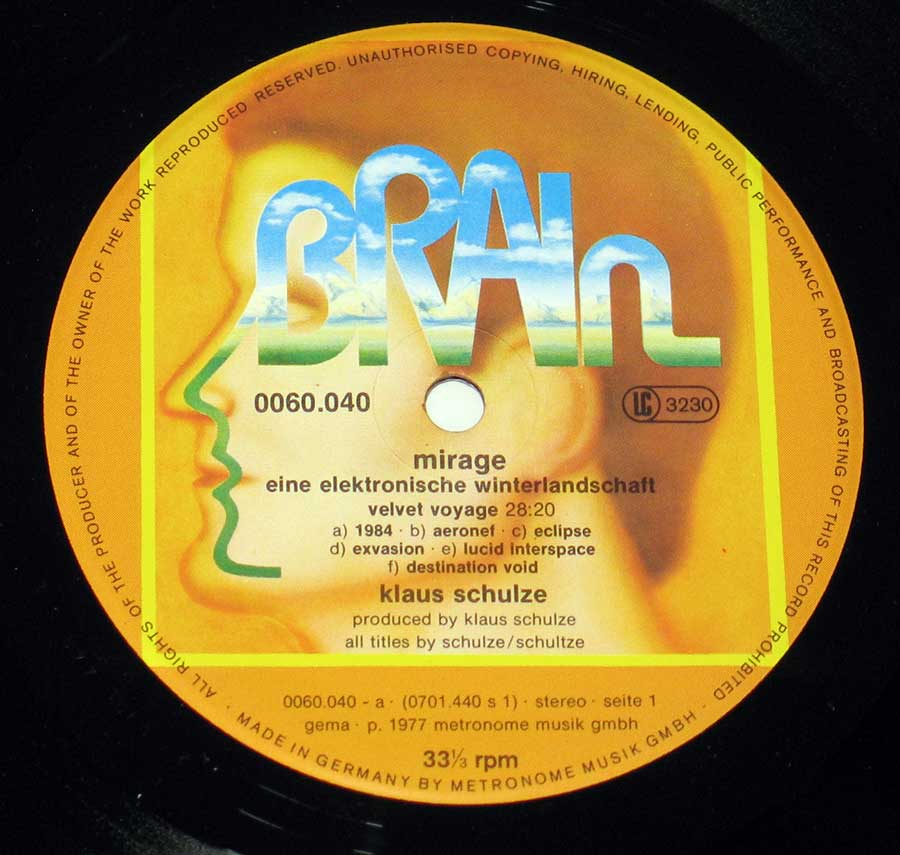 ALL RIGHTS OF THE PRODUCER AND OF THE OWNER OF THE WORK REPRODUCED RESERVED. UNAUTHORISED COPYING, HIRING, LENDING, PUBLIC PERFORMANCE AND BROADCASTING OF THIS RECORD PROHIBITED
BRAIn
0060.040
LC 3230
mirage
eine elektronische winterlandschaft
velvet voyage 28:20
a) 1984 · b) aeronef · c) eclipse
d) exvasion · e) lucid interspace
f) destination void
klaus schulze
produced by klaus schulze
all titles by schulze/schultze
0060.040 - a · (0701.440 s 1) · stereo · seite 1
gema · p. 1977 metronome musik gmbh
33⅓ rpm
· MADE IN GERMANY BY METRONOME MUSIK GMBH ·